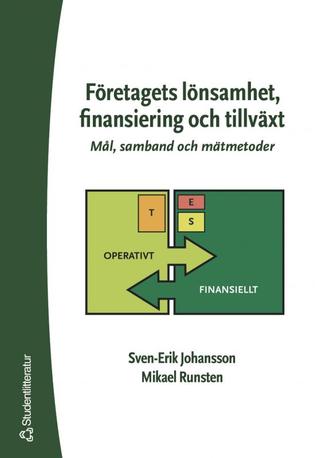 Företagets lönsamhet,
finansiering och tillväxt
Mål, samband och mätmetoder
T
E
S
OPERATIVT
FINANSIELLT
Sven-Erik Johansson
Mikael Runsten
Studentlitteratur